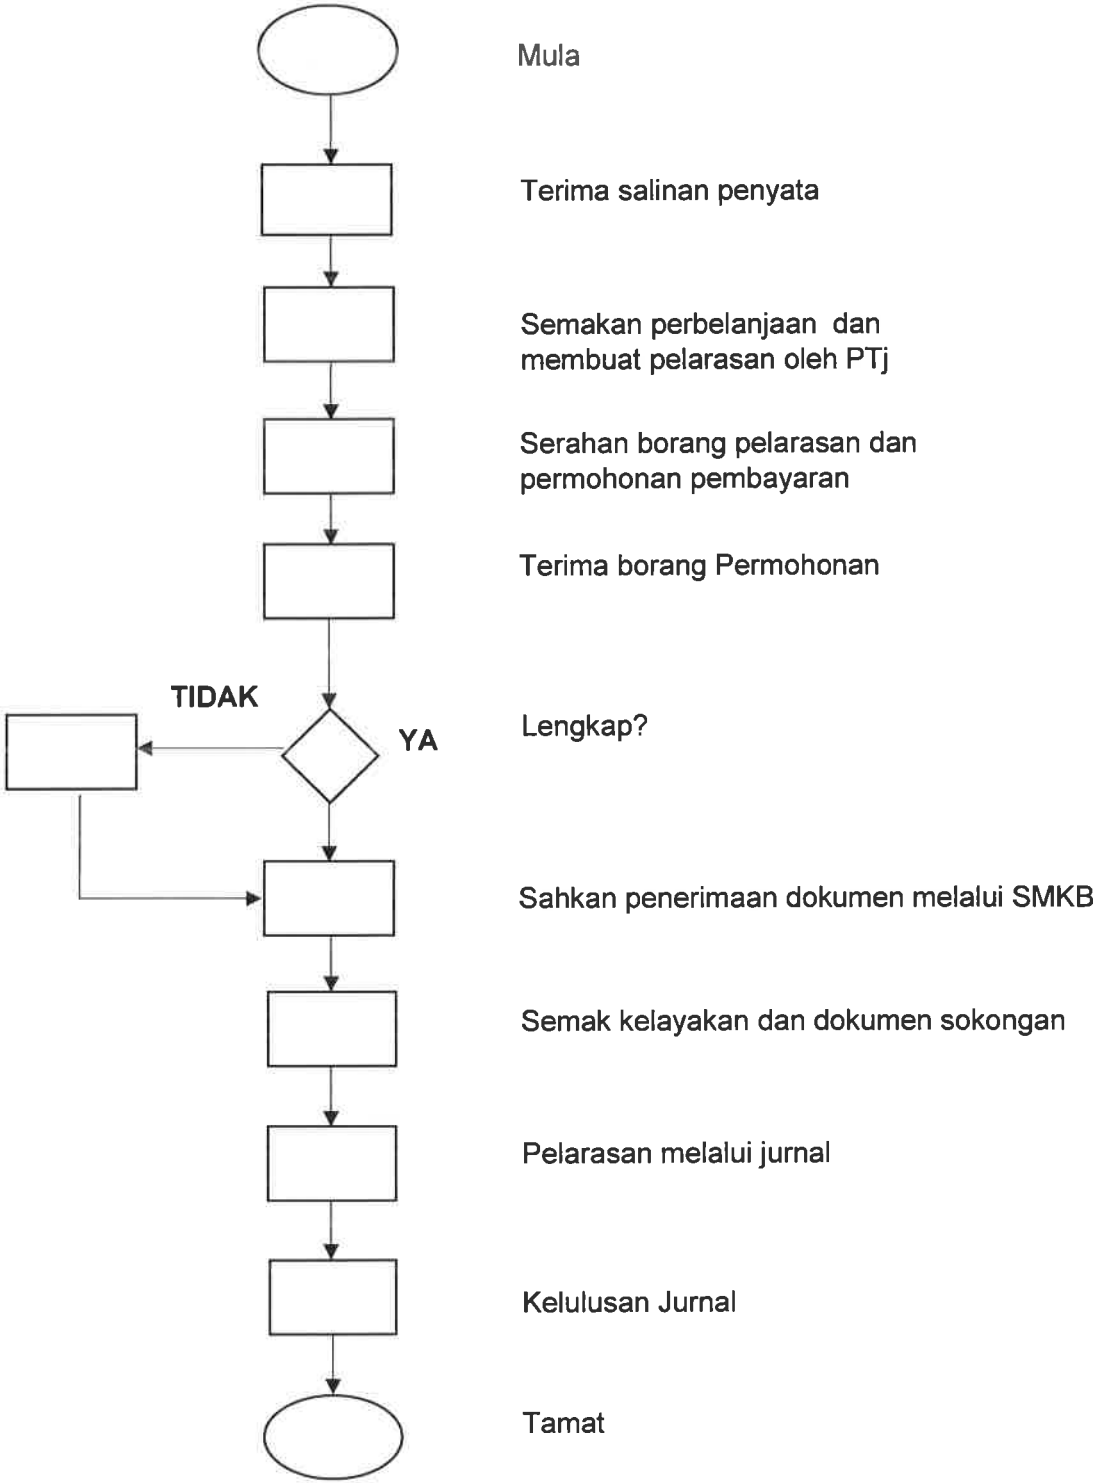 Mula
Terima salinan penyata
Semakan perbelanjaan dan
membuat pelarasan oleh PTj
Serahan borang pelarasan dan
permohonan pembayaran
Terima borang Permohonan
TIDAK
YA
Lengkap?
Sahkan penerimaan dokumen melalui SMKB
Semak kelayakan dan dokumen sokongan
Pelarasan melalui jurnal
Kelulusan Jurnal
Tamat